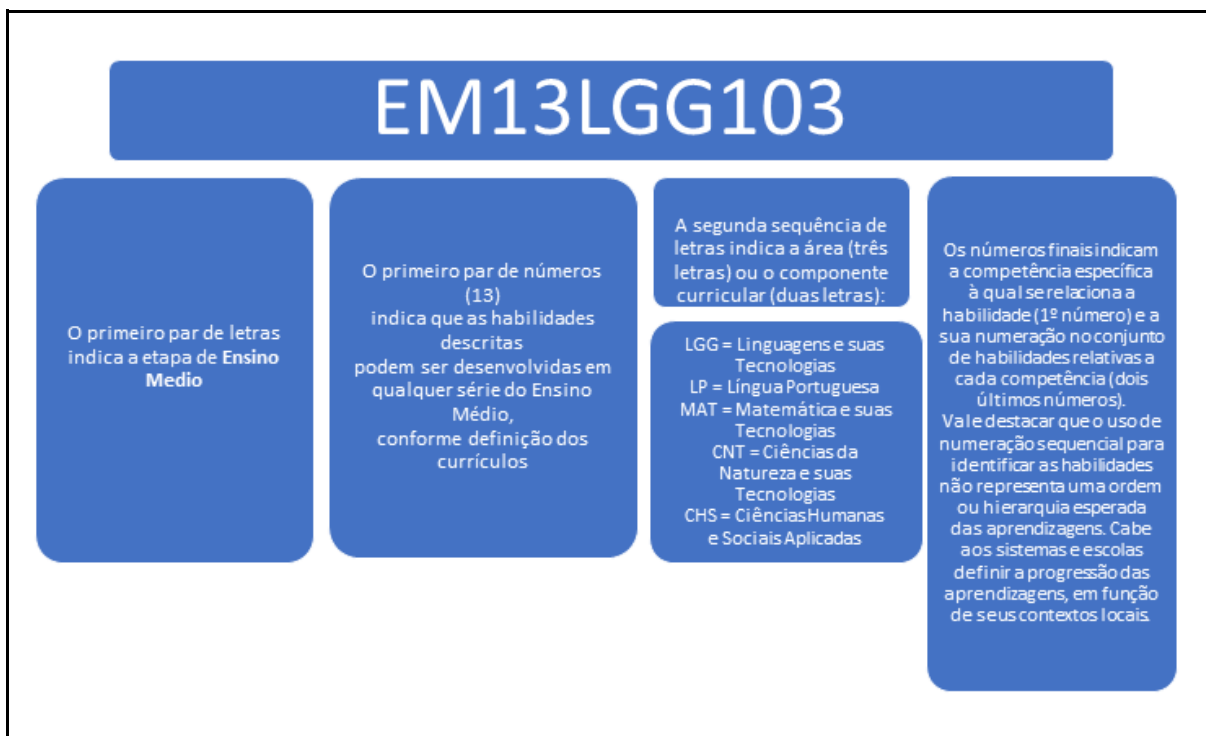 EM13LGG103
O primeiro par de letras
indica a etapa de Ensino
Medio
O primeiro par de números
(13)
indica que as habilidades
descritas
podem ser desenvolvidas em
qualquer série do Ensino
Médio,
conforme definição dos
currículos
A segunda sequência de
letras indica a área (três
letras) ou o componente
curricular (duas letras):
LGG = Linguagens e suas
Tecnologias
LP = Língua Portuguesa
MAT = Matemática e suas
Tecnologias
CNT = Ciências da
Natureza e suas
Tecnologias
CHS = Ciências Humanas
e Sociais Aplicadas
Os números finais indicam
a competência específica
à qual se relaciona a
habilidade (1º número) e a
sua numeração no conjunto
de habilidades relativas a
cada competência (dois
últimos números).
Vale destacar que o uso de
numeração sequencial para
identificar as habilidades
não representa uma ordem
ou hierarquia esperada
das aprendizagens. Cabe
aos sistemas e escolas
definir a progressão das
aprendizagens, em função
de seus contextos locais.